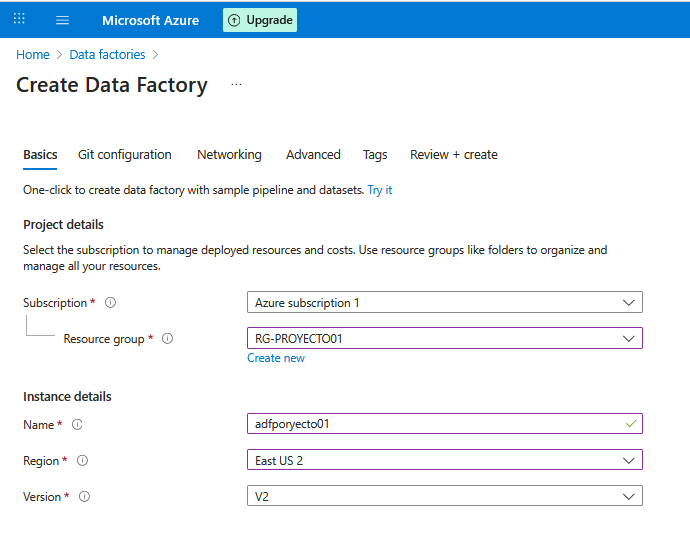 Microsoft Azure Upgrade
Home > Data factories >
Create Data Factory ...
Basics Git configuration Networking Advanced Tags Review + create
One-click to create data factory with sample pipeline and datasets. Try it
Project details
Select the subscription to manage deployed resources and costs. Use resource groups like folders to organize and
manage all your resources.
Subscription * Azure subscription 1
Resource group * RG-PROYECTO01
Create new
Instance details
Name * adfporyecto01
Region * East US 2
Version * V2